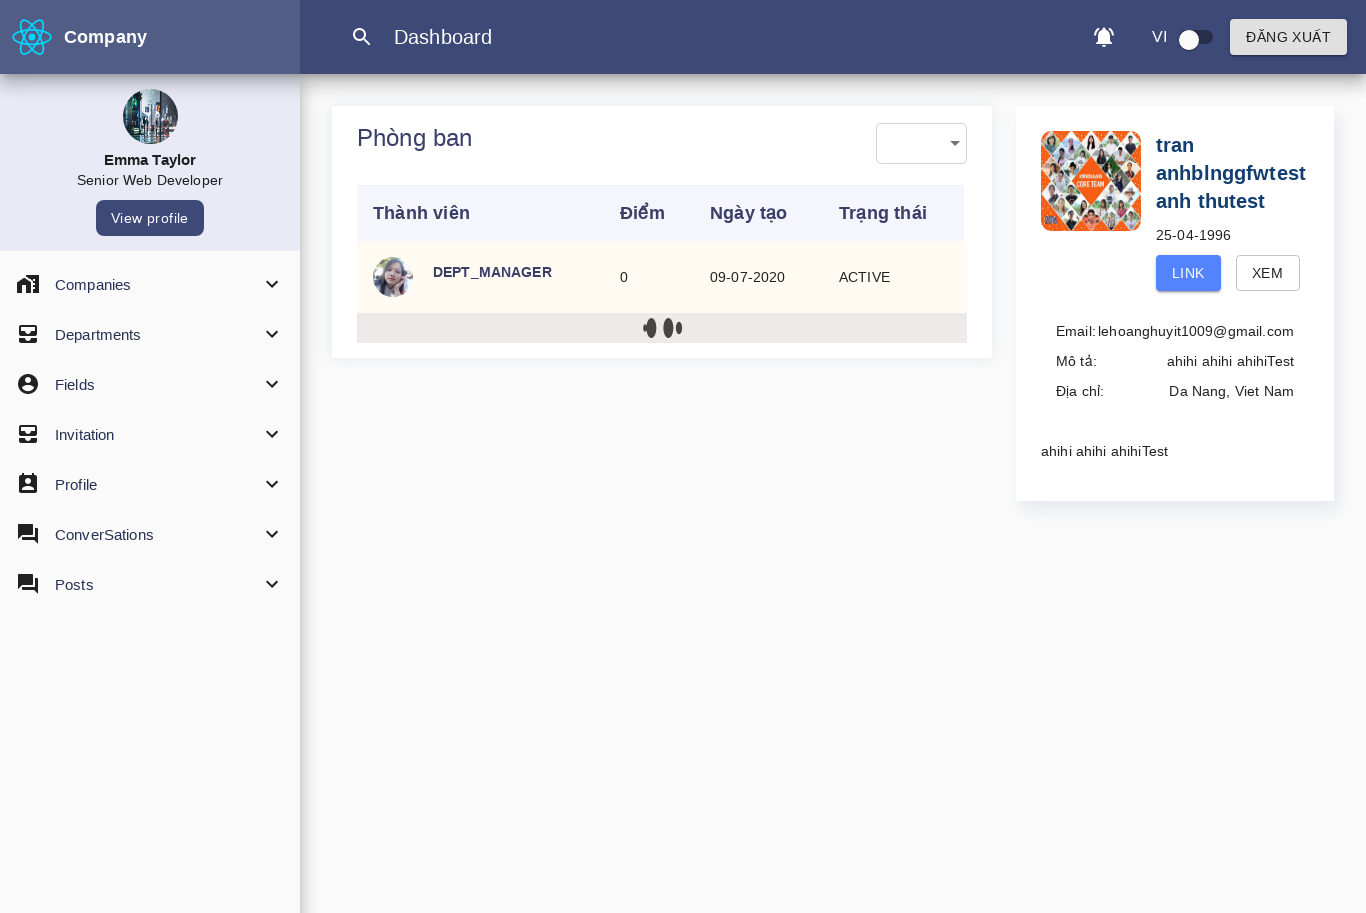 Company
Dashboard
VI
ĐĂNG XUẤT
Emma Taylor
Senior Web Developer
View profile
Companies
Departments
Fields
Invitation
Profile
ConverSations
Posts
Phòng ban
Thành viên Điểm Ngày tạo Trạng thái
DEPT_MANAGER 0 09-07-2020 ACTIVE
CORE TEAM
tran
anhblnggfwtest
anh thutest
25-04-1996
LINK XEM
Email: lehoanghuyit1009@gmail.com
Mô tả: ahihi ahihi ahihiTest
Địa chỉ: Da Nang, Viet Nam
ahihi ahihi ahihiTest